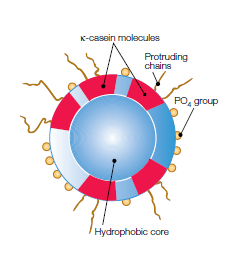 κ-casein molecules
Protruding
chains
PO₄ group
Hydrophobic core